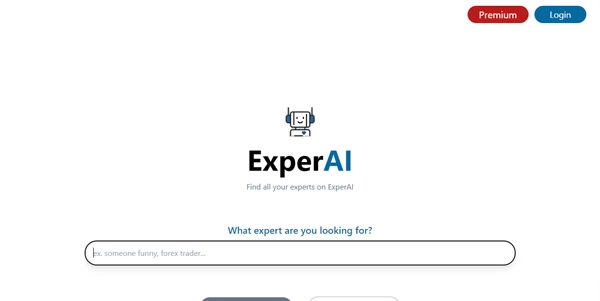 Premium
Login
ExperAI
Find all your experts on ExperAI
What expert are you looking for?
ex. someone funny, forex trader...